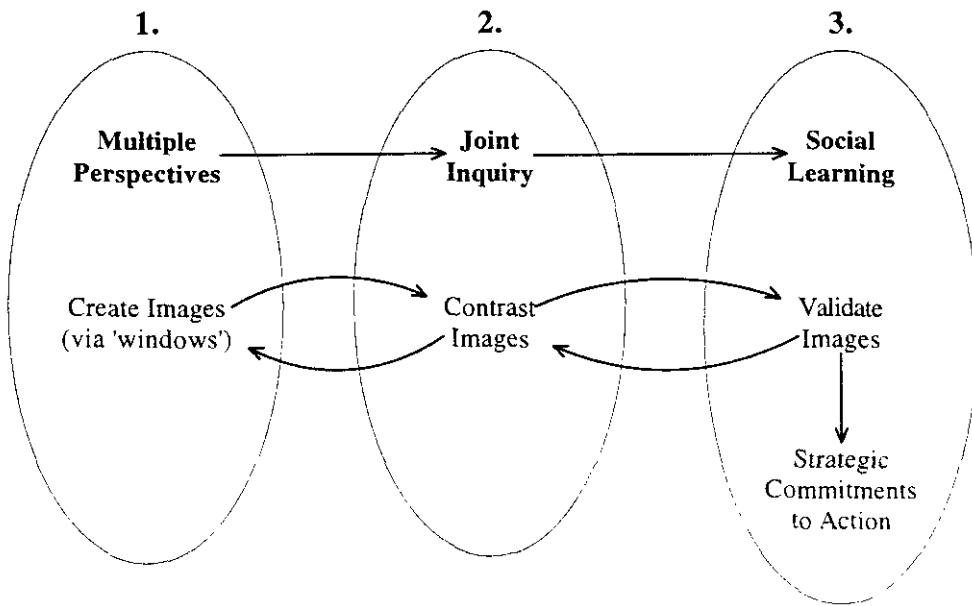 1.
2.
3.
Multiple
Perspectives
Joint
Inquiry
Social
Learning
Create Images
(via 'windows')
Contrast
Images
Validate
Images
Strategic
Commitments
to Action